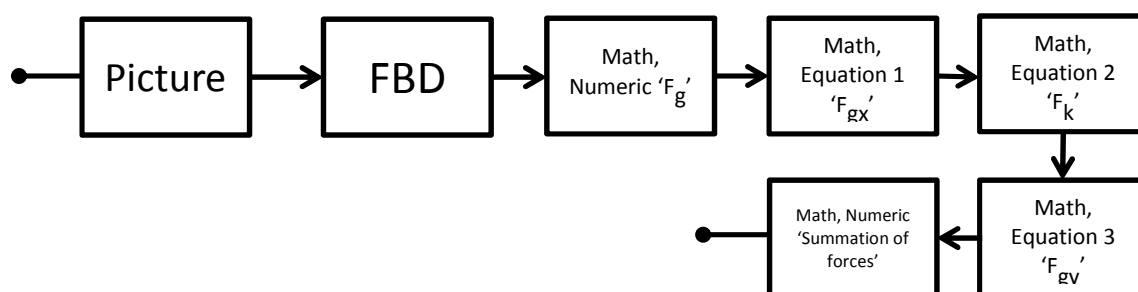 Picture
FBD
Math,
Numeric ‘Fg’
Math,
Equation 1
‘Fgx’
Math,
Equation 2
‘Fk’
Math,
Equation 3
‘Fgy’
Math, Numeric
‘Summation of
forces’